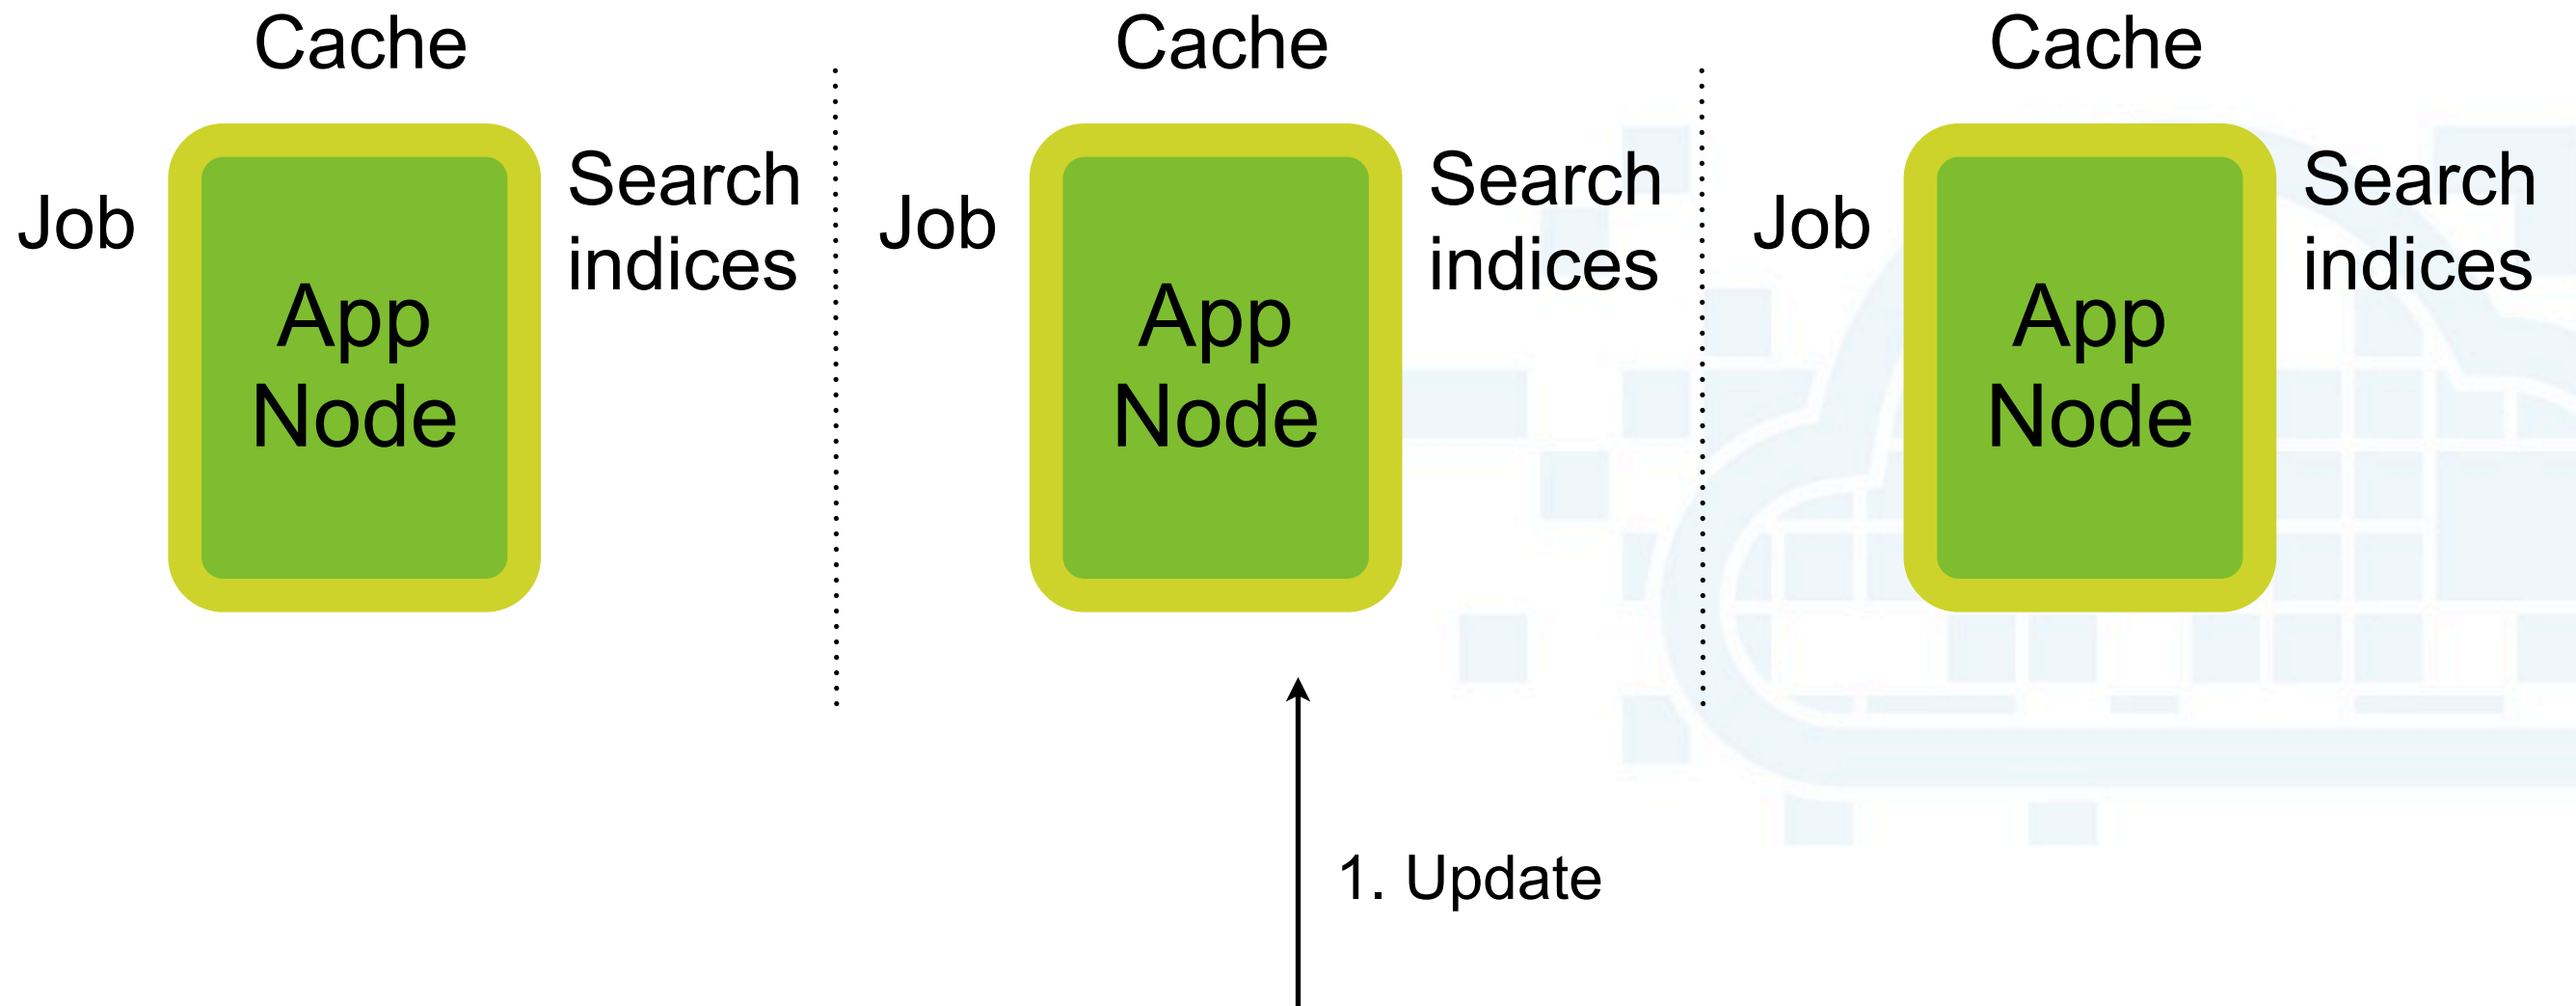 Cache
Job
App
Node
Search
indices
Cache
Job
App
Node
Search
indices
Cache
Job
App
Node
Search
indices
1. Update